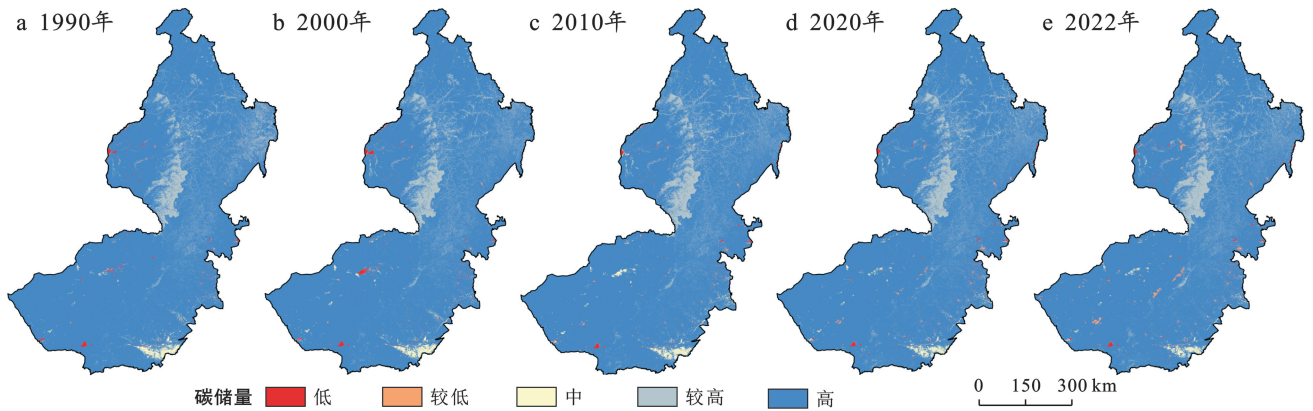 a 1990年
b 2000年
c 2010年
d 2020年
e 2022年
碳储量 低 较低 中 较高 高
0 150 300 km